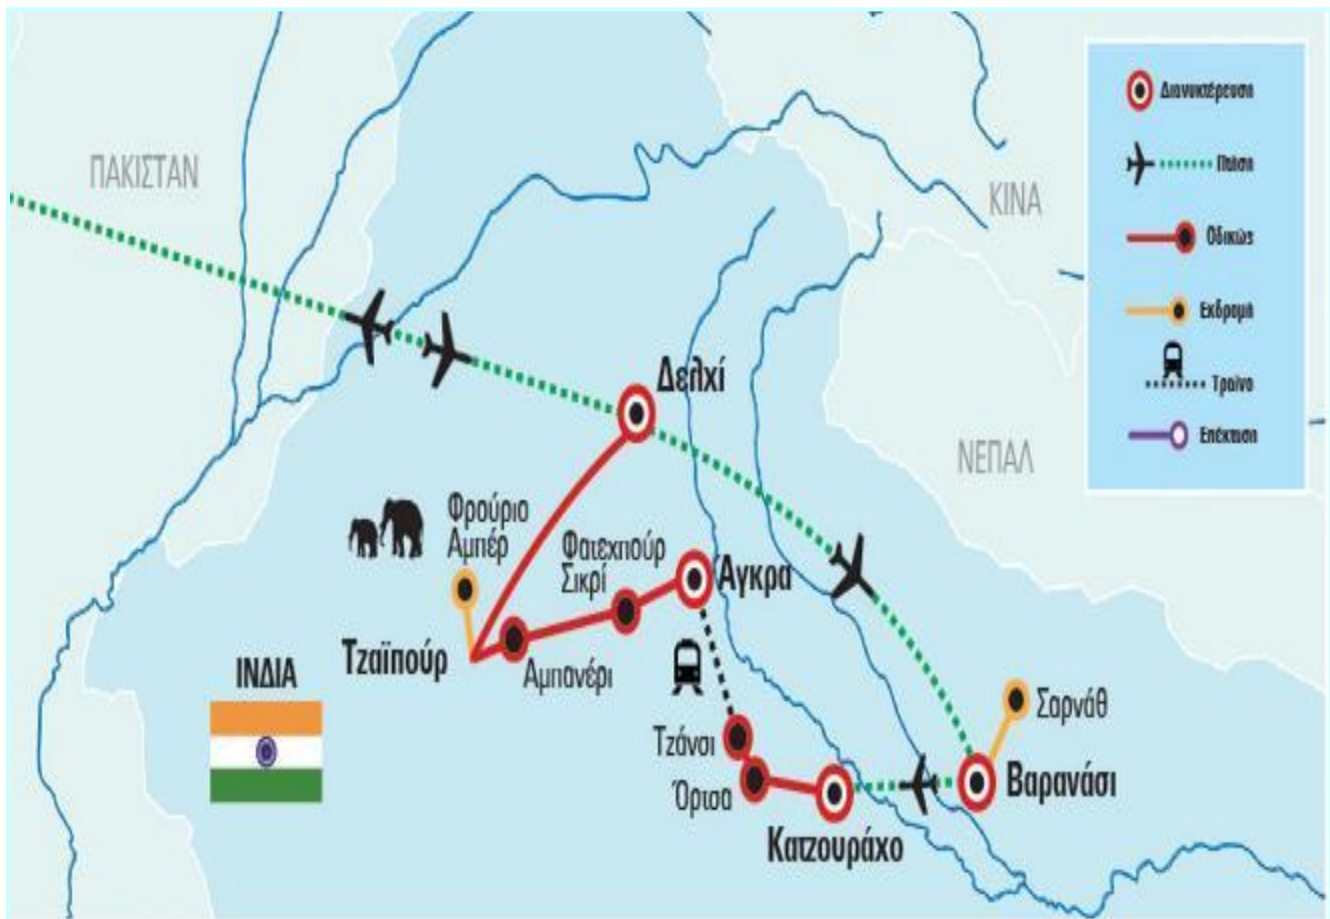 ΠΑΚΙΣΤΑΝ
ΚΙΝΑ
ΝΕΠΑΛ
Διανυκτέρευση
Πτήση
Οδικώς
Εκδρομή
Τραίνο
Επέκταση
Δελχί
Φρούριο
Αμπέρ
Φατεχπούρ
Σικρί
Άγκρα
Τζαϊπούρ
Αμπανέρι
ΙΝΔΙΑ
Τζάνσι
Όρτσα
Κατζουράχο
Σαρνάθ
Βαρανάσι